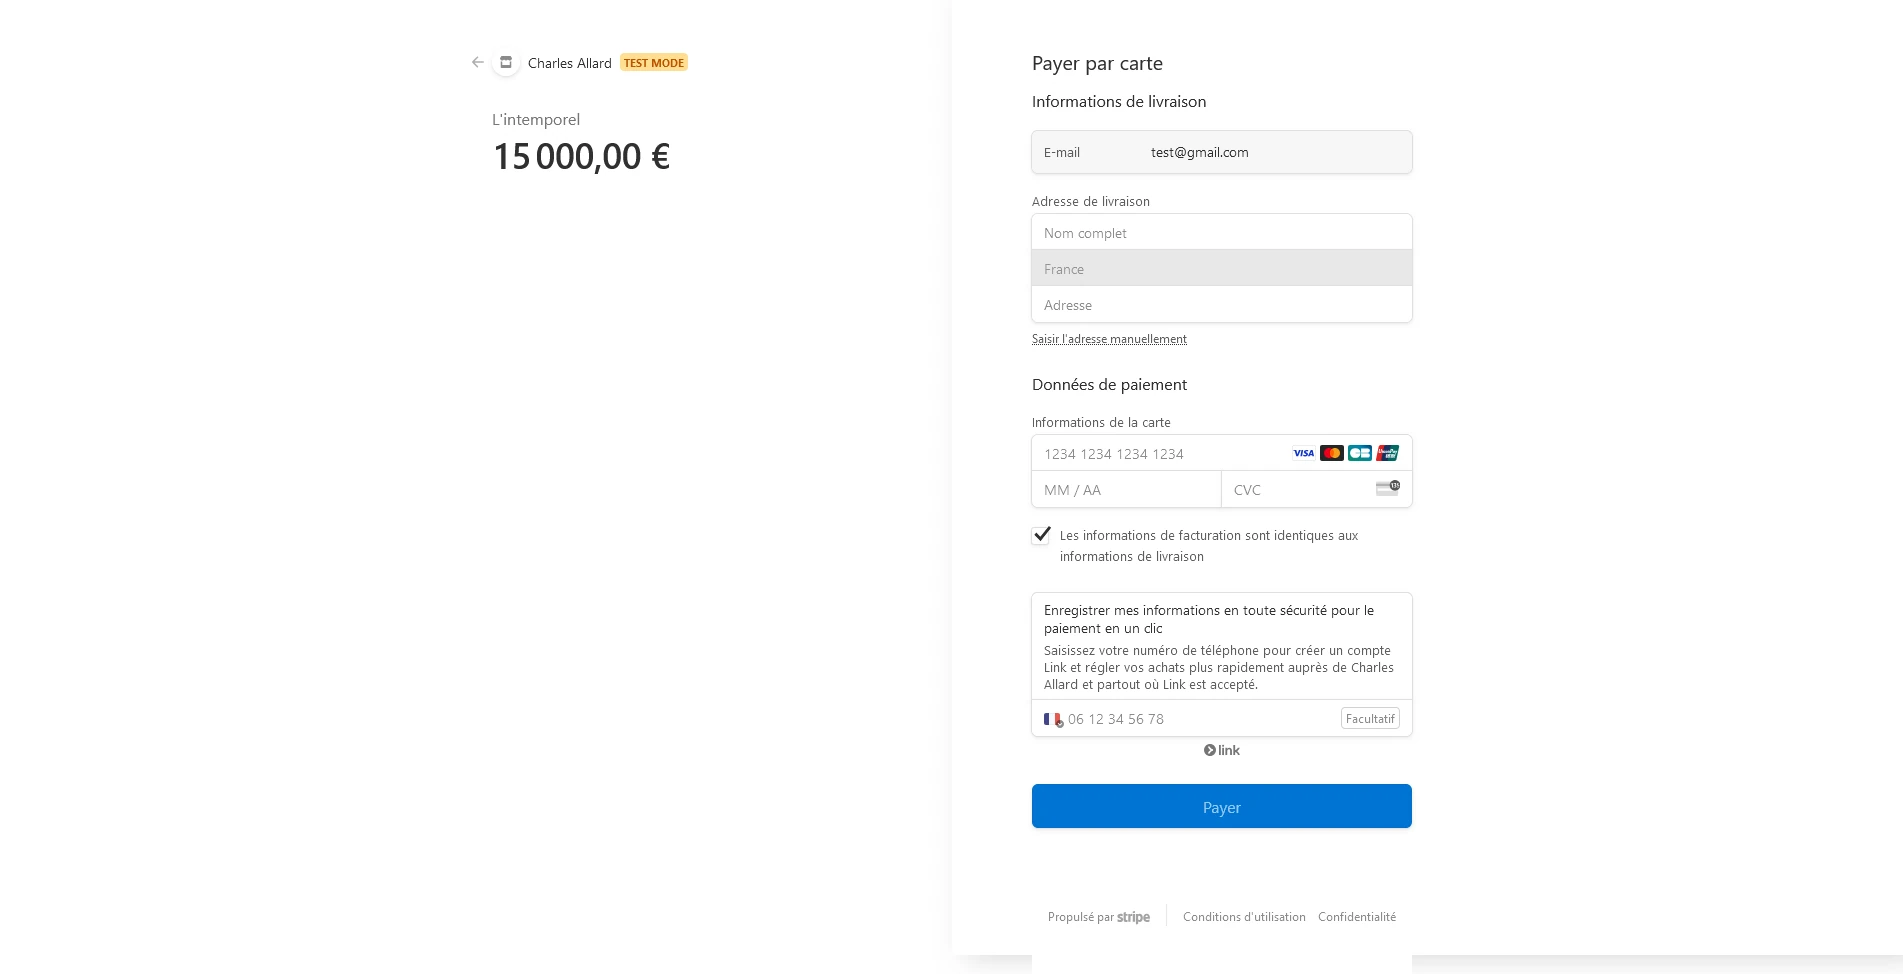 Charles Allard TEST MODE
L'intemporel
15 000,00 €
Payer par carte
Informations de livraison
E-mail test@gmail.com
Adresse de livraison
Nom complet
France
Adresse
Saisir l'adresse manuellement
Données de paiement
Informations de la carte
1234 1234 1234 1234 VISA
MM / AA CVC
Les informations de facturation sont identiques aux
informations de livraison
Enregistrer mes informations en toute sécurité pour le
paiement en un clic
Saisissez votre numéro de téléphone pour créer un compte
Link et régler vos achats plus rapidement auprès de Charles
Allard et partout où Link est accepté.
06 12 34 56 78 Facultatif
link
Payer
Propulsé par stripe Conditions d'utilisation Confidentialité